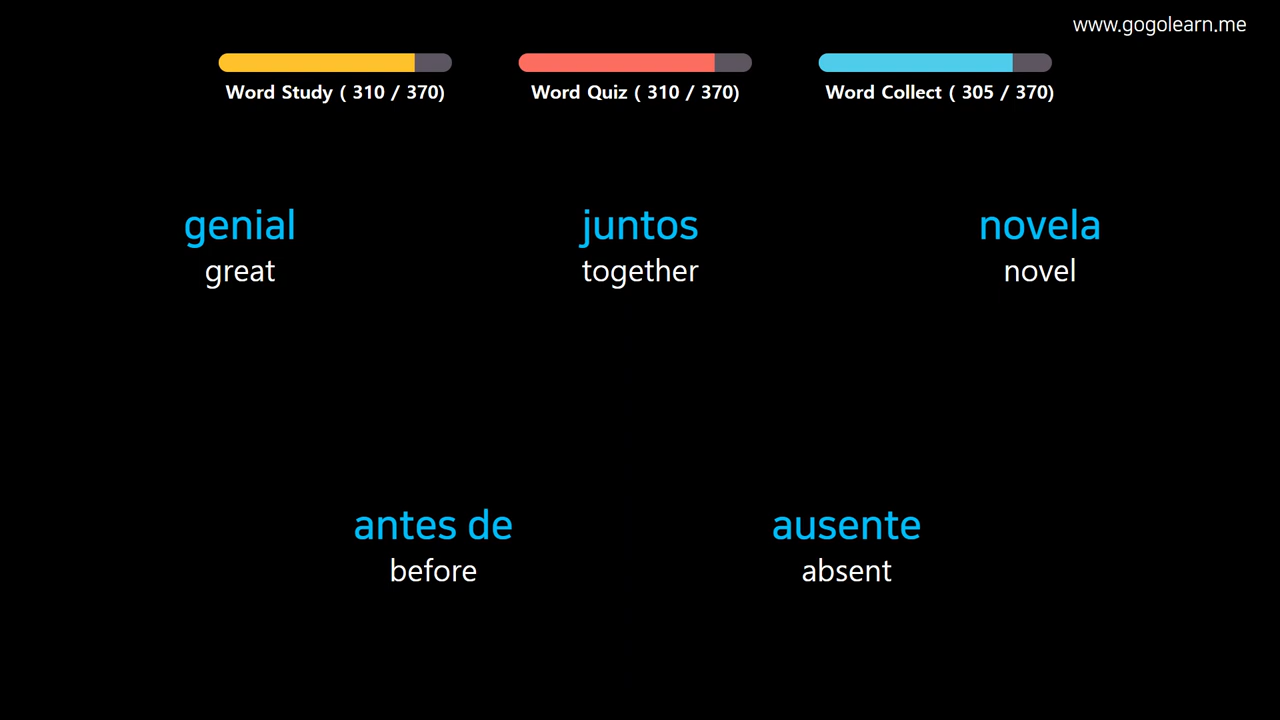 www.gogolearn.me
Word Study ( 310 / 370)
Word Quiz ( 310 / 370)
Word Collect ( 305 / 370)
genial
great
juntos
together
novela
novel
antes de
before
ausente
absent